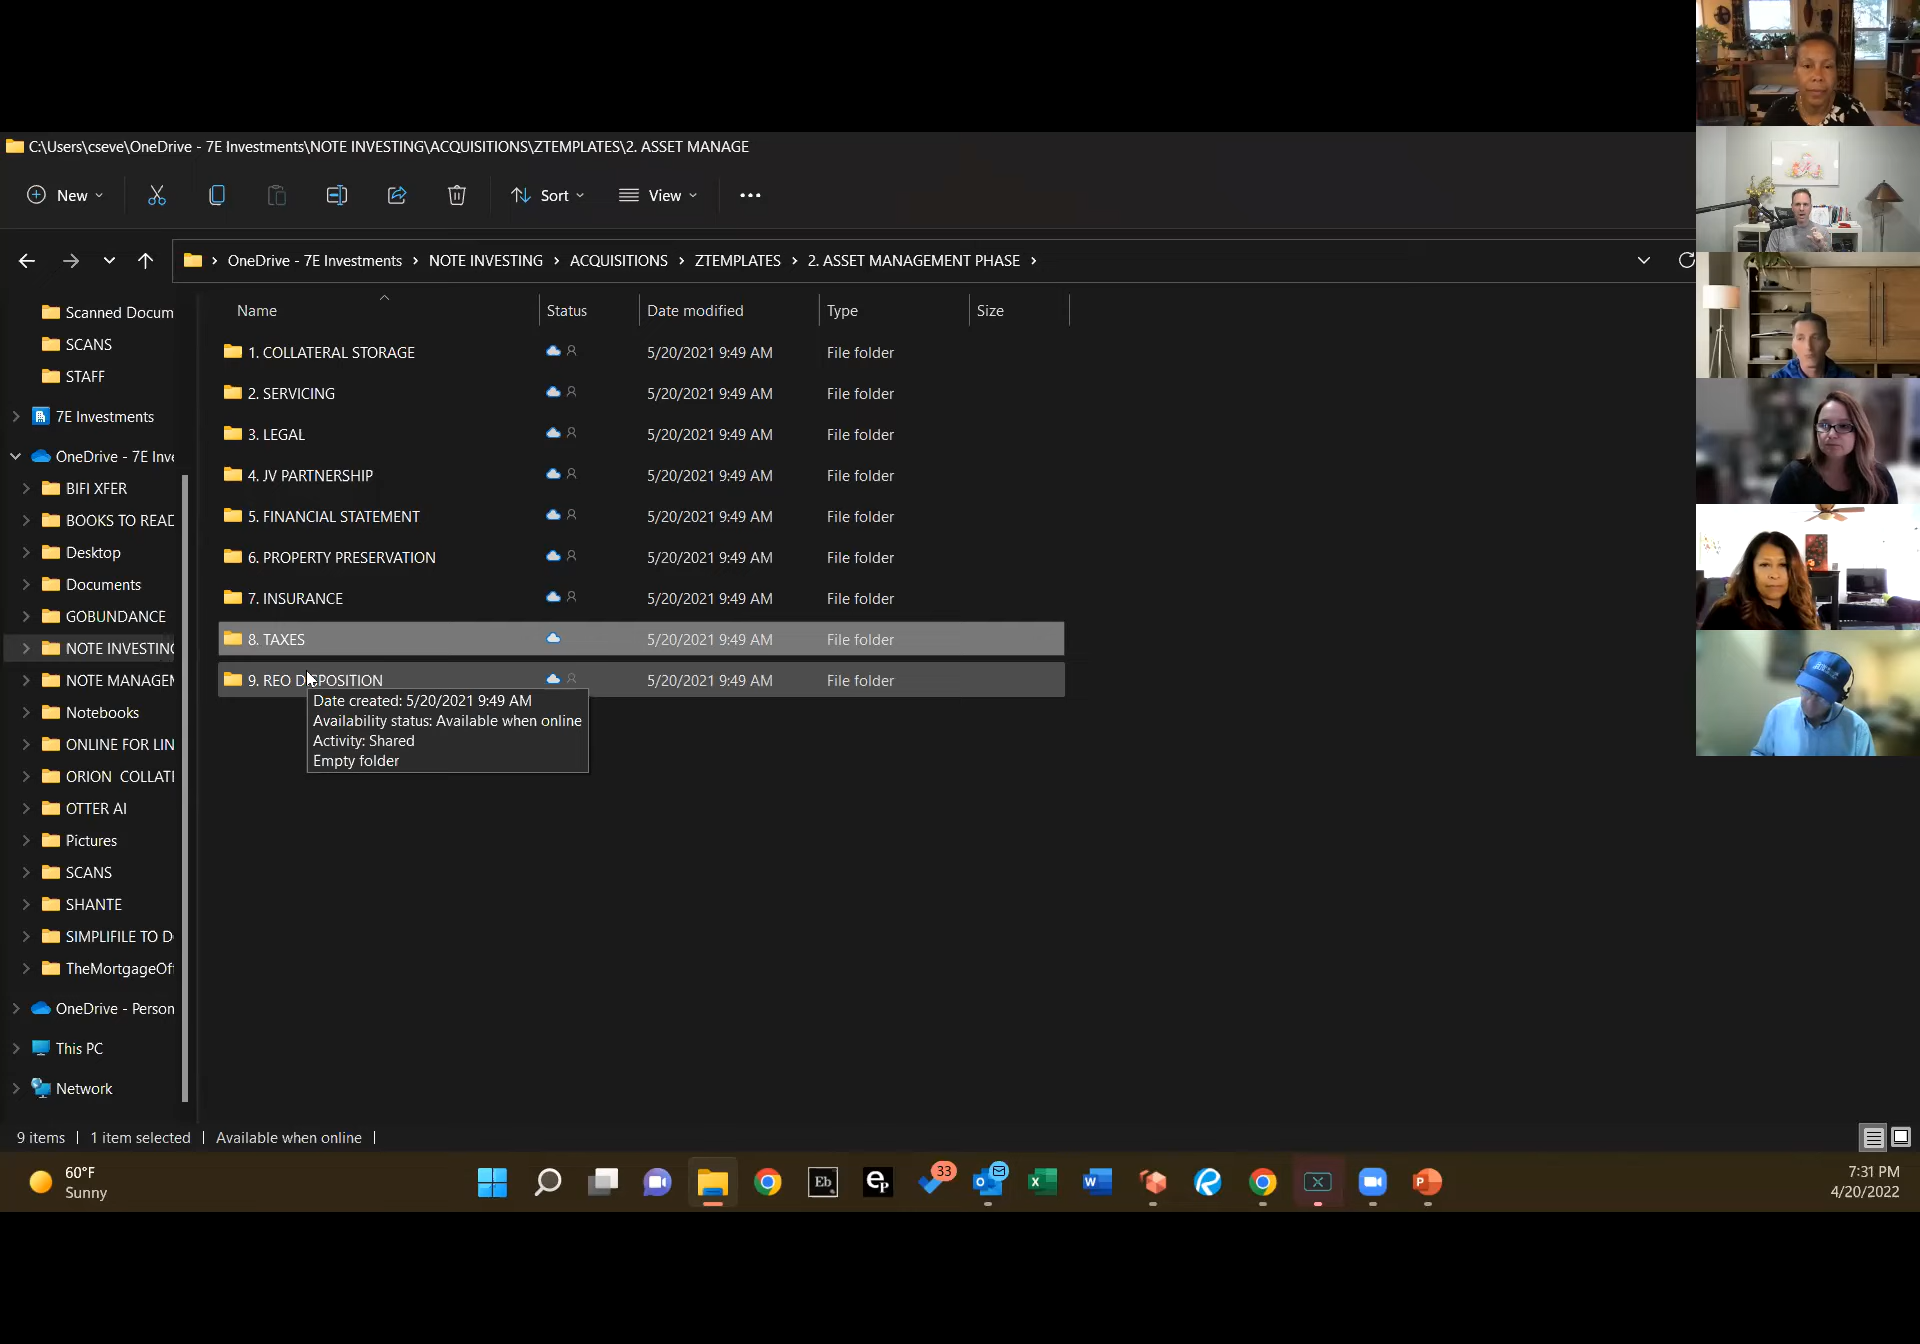 C:\Users\cseve\OneDrive - 7E Investments\NOTE INVESTING\ACQUISITIONS\ZTEMPLATES\2. ASSET MANAGE
New
Sort
View
OneDrive - 7E Investments > NOTE INVESTING > ACQUISITIONS > ZTEMPLATES > 2. ASSET MANAGEMENT PHASE >
Name Status Date modified Type Size
1. COLLATERAL STORAGE 5/20/2021 9:49 AM File folder
2. SERVICING 5/20/2021 9:49 AM File folder
3. LEGAL 5/20/2021 9:49 AM File folder
4. JV PARTNERSHIP 5/20/2021 9:49 AM File folder
5. FINANCIAL STATEMENT 5/20/2021 9:49 AM File folder
6. PROPERTY PRESERVATION 5/20/2021 9:49 AM File folder
7. INSURANCE 5/20/2021 9:49 AM File folder
8. TAXES 5/20/2021 9:49 AM File folder
9. REO D POSITION 5/20/2021 9:49 AM File folder
Date created: 5/20/2021 9:49 AM
Availability status: Available when online
Activity: Shared
Empty folder
Scanned Docum
SCANS
STAFF
7E Investments
OneDrive - 7E Inve
BIFI XFER
BOOKS TO READ
Desktop
Documents
GOBUNDANCE
NOTE INVESTING
NOTE MANAGEM
Notebooks
ONLINE FOR LIN
ORION COLLATE
OTTER AI
Pictures
SCANS
SHANTE
SIMPLIFILE TO D
TheMortgageOf
OneDrive - Person
This PC
Network
9 items | 1 item selected | Available when online |
60°F
Sunny
Eb
ep
33
7:31 PM
4/20/2022